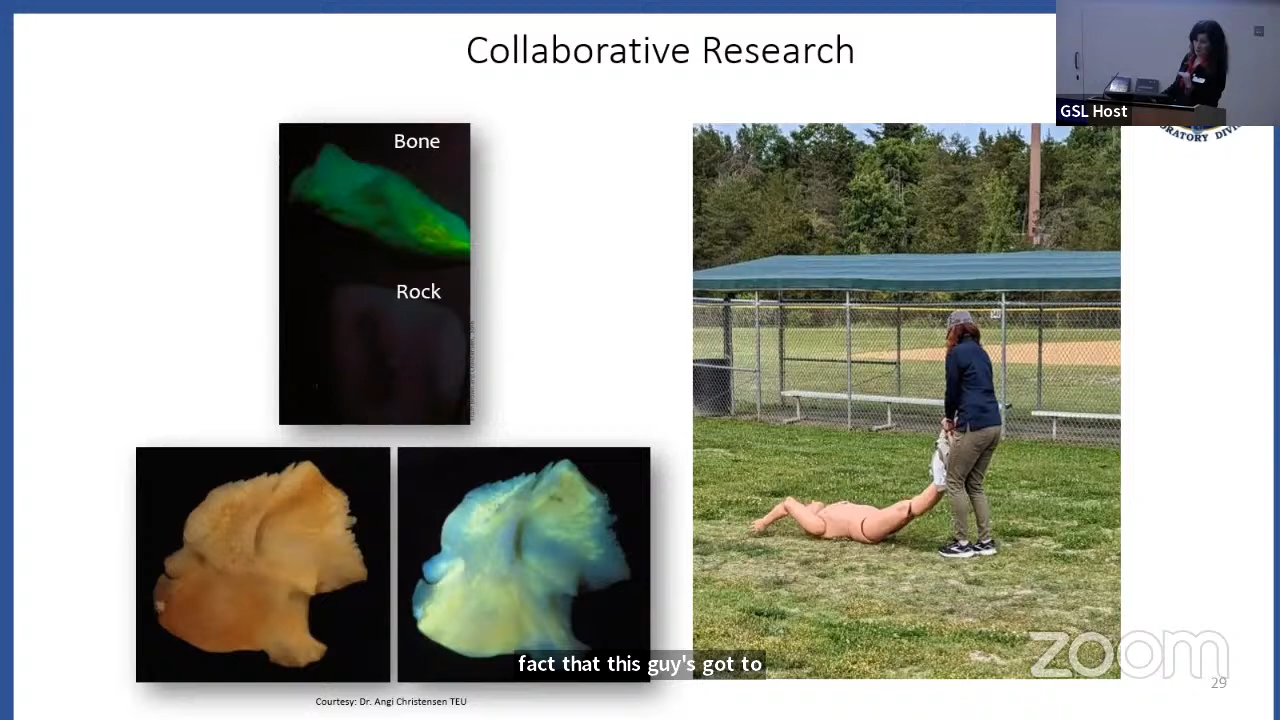 Collaborative Research
GSL Host
Bone
Rock
fact that this guy's got to
Courtesy: Dr. Angi Christensen TEU
zoom
29